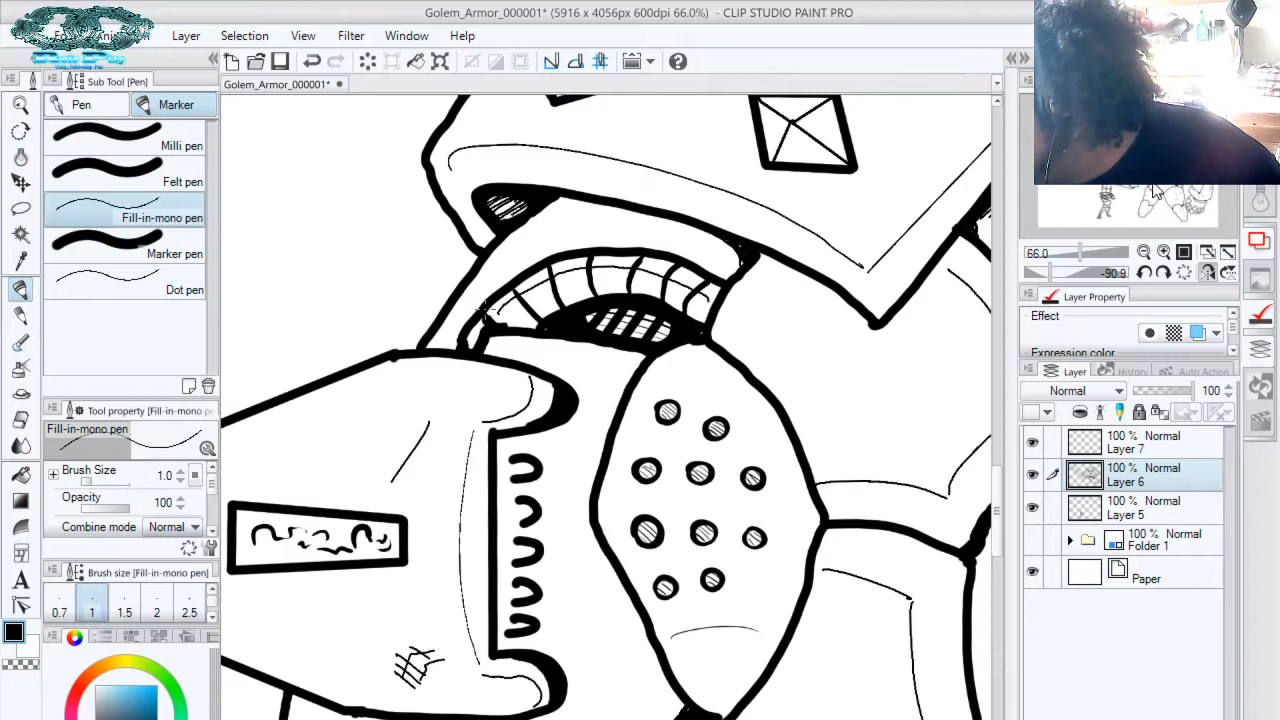 Golem_Armor_000001* (5916 x 4056px 600dpi 66.0%) - CLIP STUDIO PAINT PRO
Layer Selection View Filter Window Help
Sub Tool [Pen]
Golem_Armor_000001*
Pen Marker
Milli pen
Felt pen
Fill-in-mono pen
Marker pen
Dot pen
Tool property [Fill-in-mono pe
Fill-in-mono pen
Brush Size 1.0
Opacity 100
Combine mode Normal
Brush size [Fill-in-mono pen]
0.7 1 1.5 2 2.5
66.0
-90.9
Layer Property
Effect
Expression color
Layer History Auto Action
Normal 100
100 % Normal
Layer 7
100 % Normal
Layer 6
100 % Normal
Layer 5
100 % Normal
Folder 1
Paper